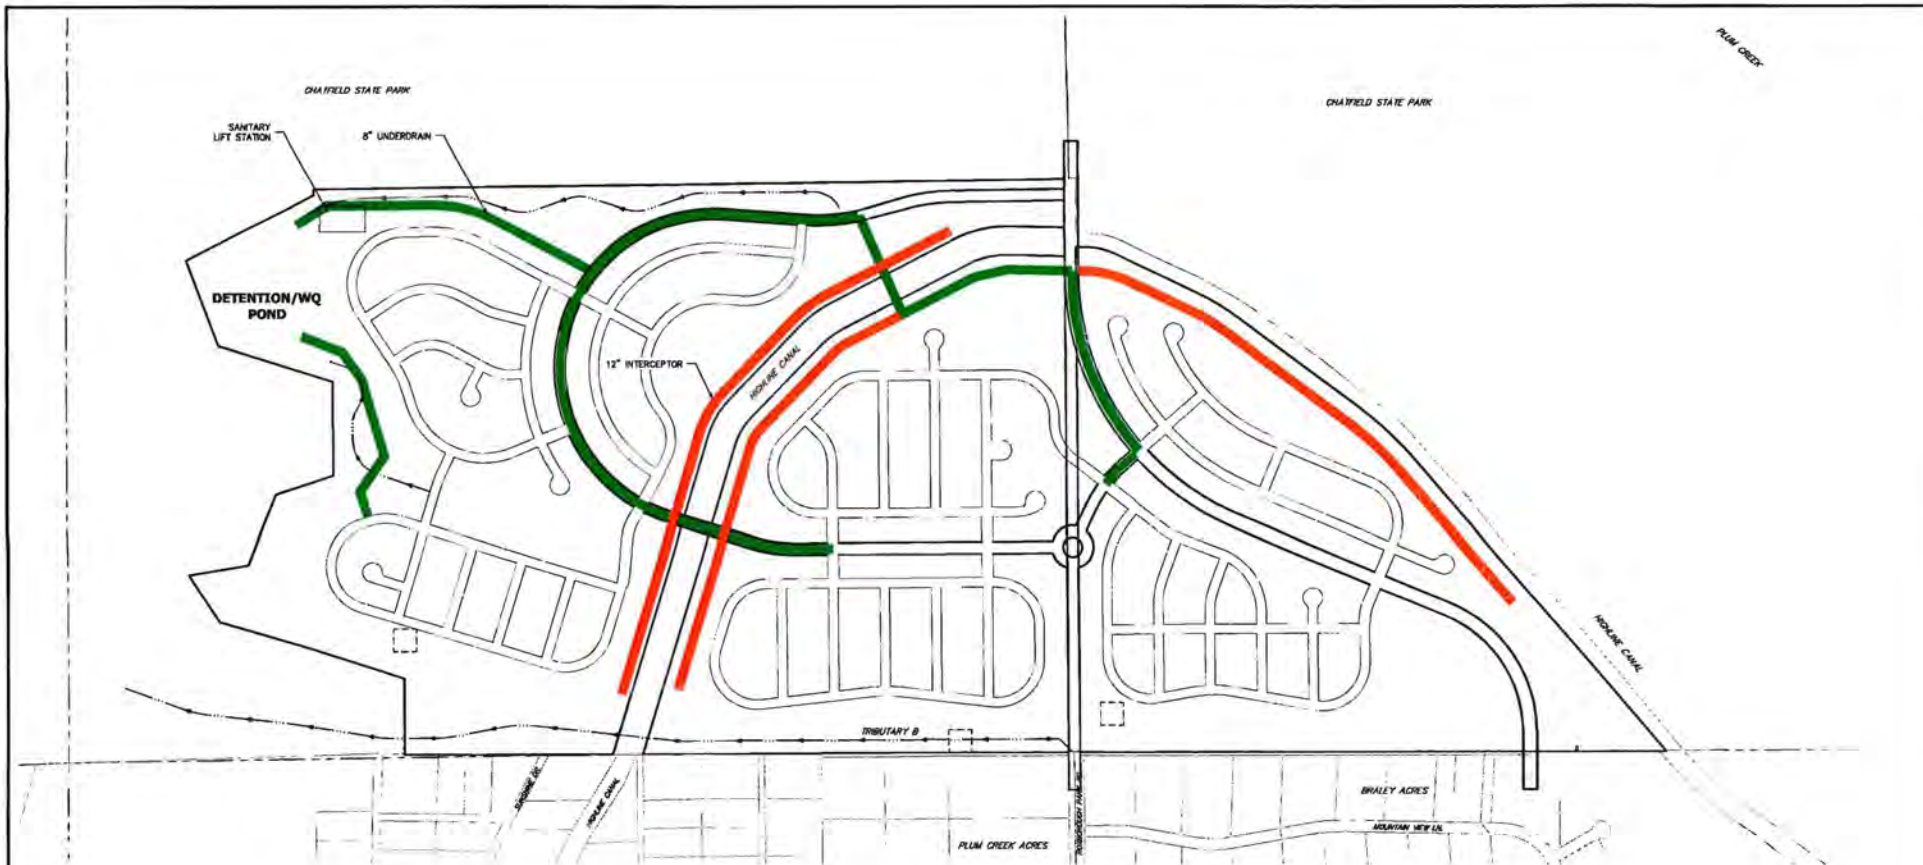 PLUM CREEK
CHATFIELD STATE PARK
CHATFIELD STATE PARK
SANITARY
LIFT STATION
8" UNDERDRAIN
DETENTION/WQ
POND
12" INTERCEPTOR
HIGHLINE CANAL
HIGHLINE CANAL
TRIBUTARY B
HIGHLINE CANAL
BRALEY ACRES
MOUNTAIN VIEW LN.
PLUM CREEK ACRES